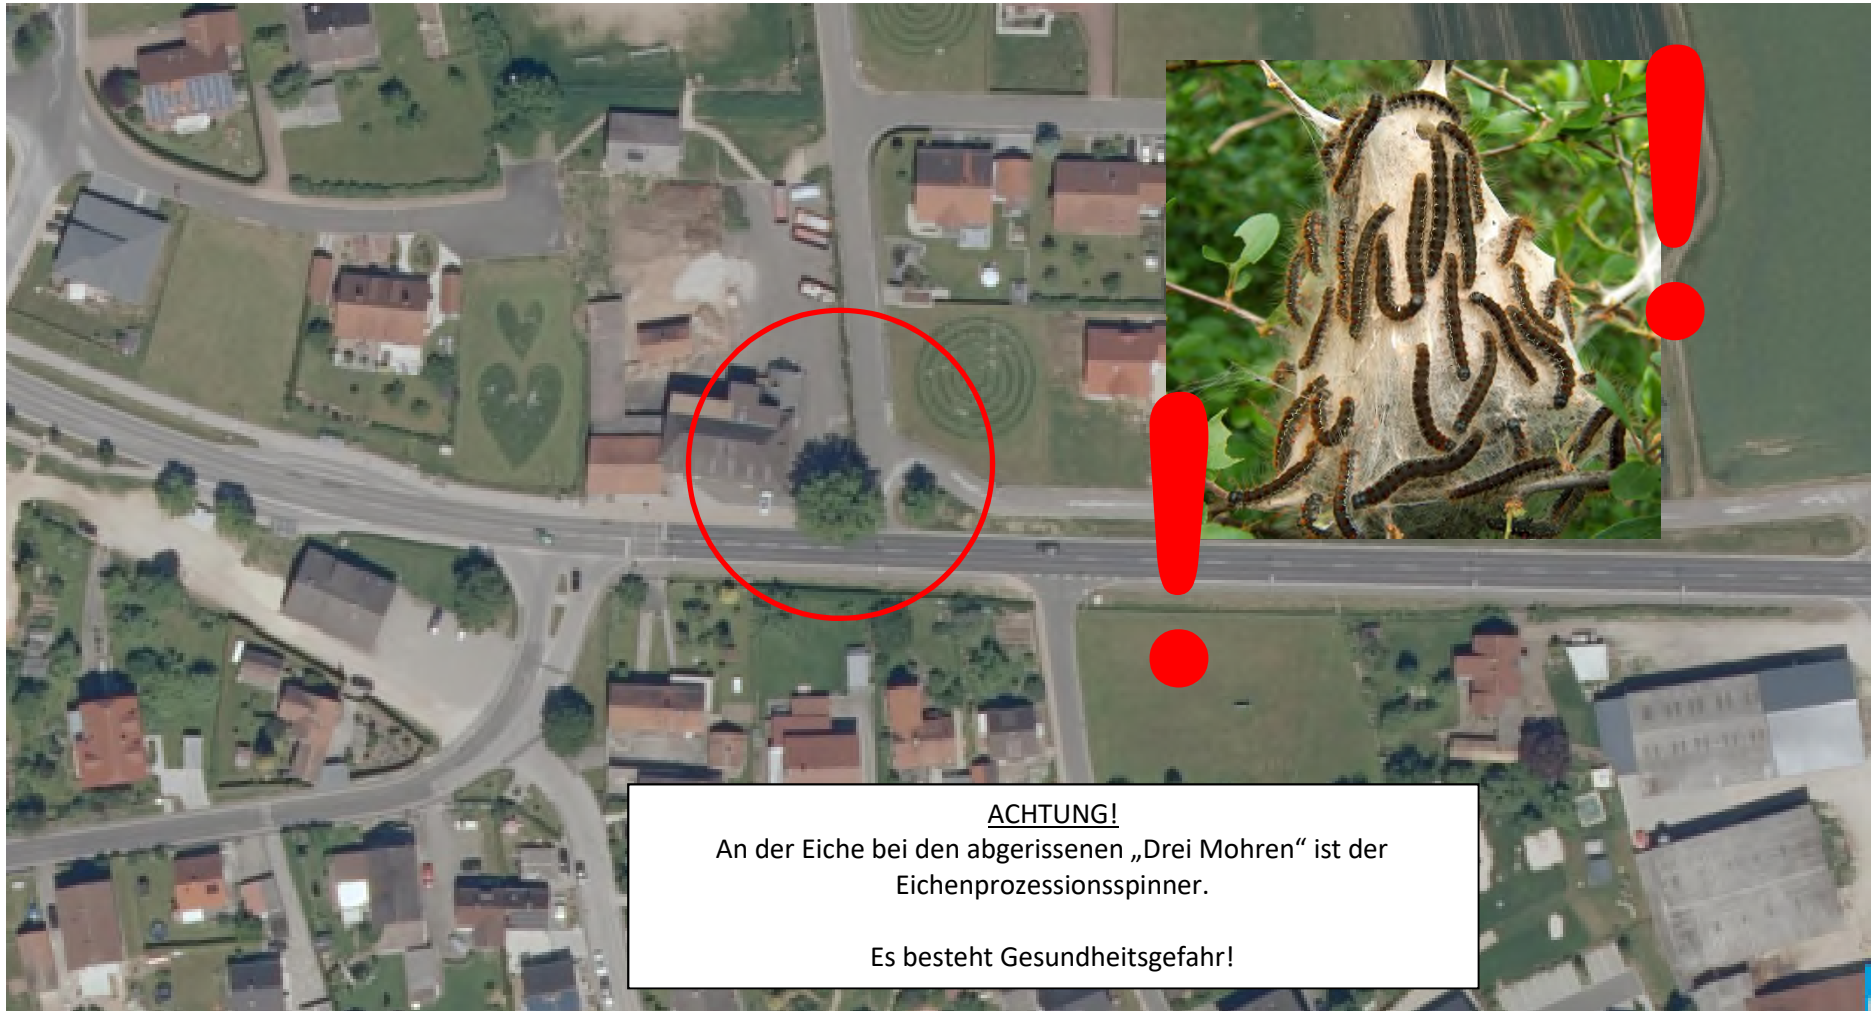 ACHTUNG!
An der Eiche bei den abgerissenen „Drei Mohren“ ist der
Eichenprozessionsspinner.
Es besteht Gesundheitsgefahr!